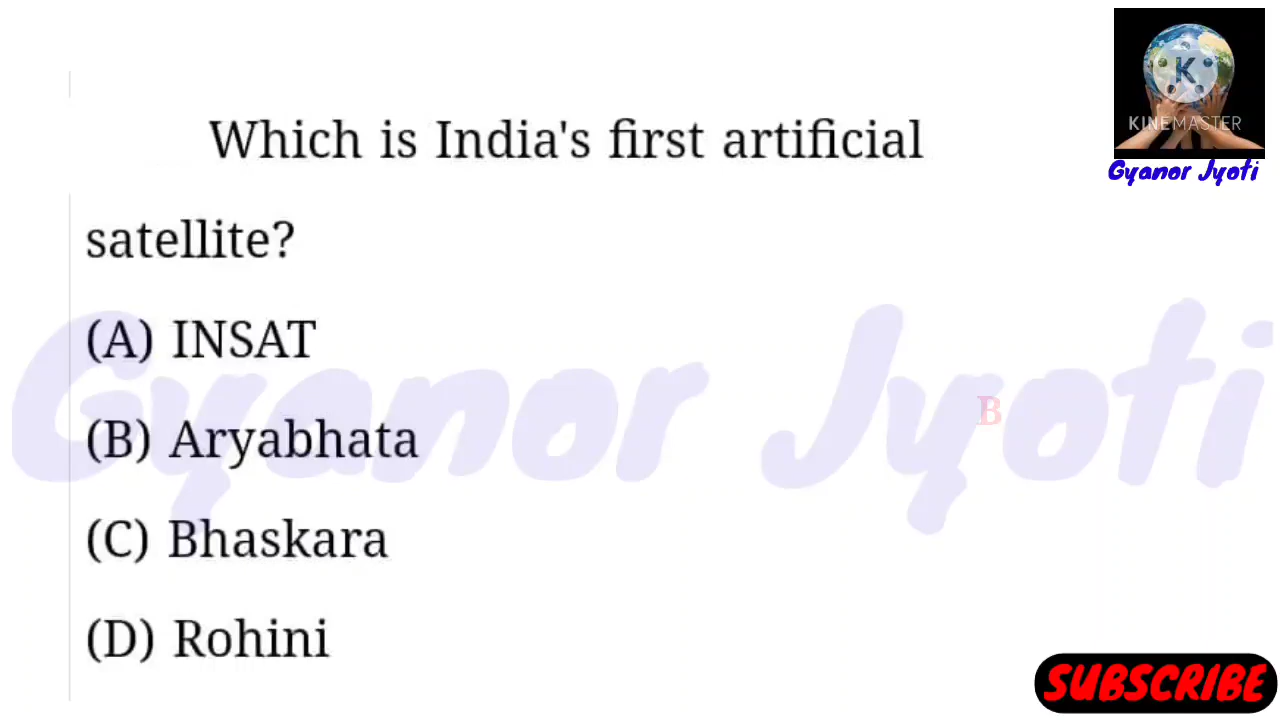 K
KINEMASTER
Gyanor Jyoti
Which is India's first artificial
satellite?
(A) INSAT
(B) Aryabhata
(C) Bhaskara
(D) Rohini
Gyanor Jyoti
B
SUBSCRIBE